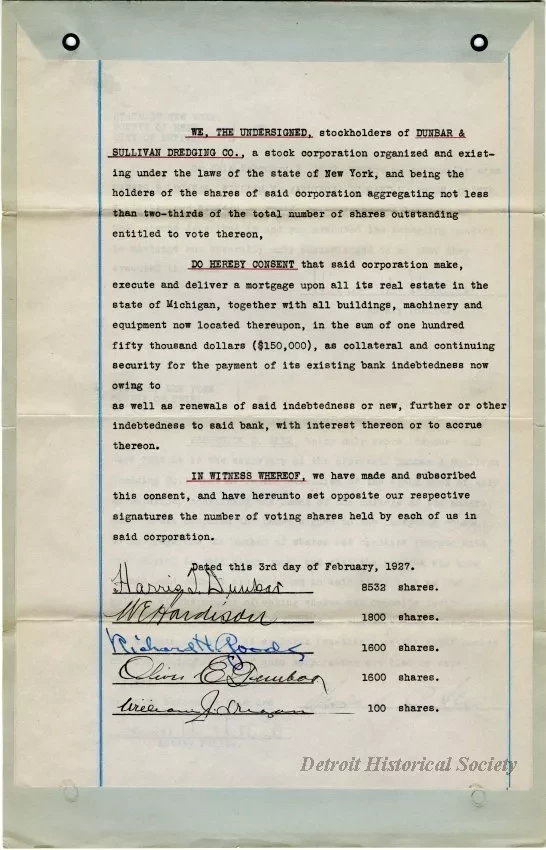 WE, THE UNDERSIGNED, stockholders of DUNBAR &
SULLIVAN DREDGING CO., a stock corporation organized and exist-
ing under the laws of the state of New York, and being the
holders of the shares of said corporation aggregating not less
than two-thirds of the total number of shares outstanding
entitled to vote thereon,
DO HEREBY CONSENT that said corporation make,
execute and deliver a mortgage upon all its real estate in the
state of Michigan, together with all buildings, machinery and
equipment now located thereupon, in the sum of one hundred
fifty thousand dollars ($150,000), as collateral and continuing
security for the payment of its existing bank indebtedness now
owing to
as well as renewals of said indebtedness or new, further or other
indebtedness to said bank, with interest thereon or to accrue
thereon.
IN WITNESS WHEREOF, we have made and subscribed
this consent, and have hereunto set opposite our respective
signatures the number of voting shares held by each of us in
said corporation.
Dated this 3rd day of February, 1927.
Harris T. Dunbar 8532 shares.
W E Hardison 1800 shares.
Richard H. 1600 shares.
E Dunbar 1600 shares.
William J. 100 shares.
Detroit Historical Society